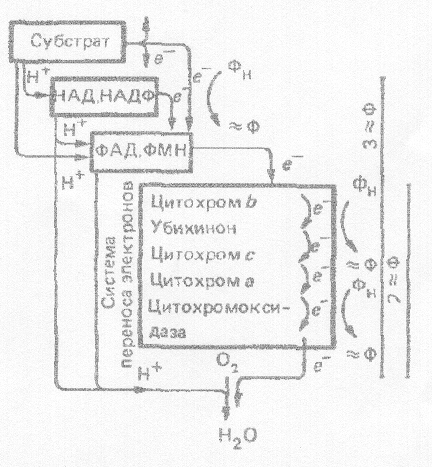 Субстрат
e⁻
H⁺
e⁻
Фн
НАД, НАДФ
e⁻
≈Ф
H⁺
ФАД, ФМН
e⁻
H⁺
3≈Ф
Система
переноса электронов
Цитохром b
e⁻
Фн
Убихинон
Цитохром c
e⁻
≈Ф
2≈Ф
Цитохром a
e⁻
Фн
Цитохромокси-
даза
e⁻
≈Ф
O₂
e⁻
H⁺
H₂O